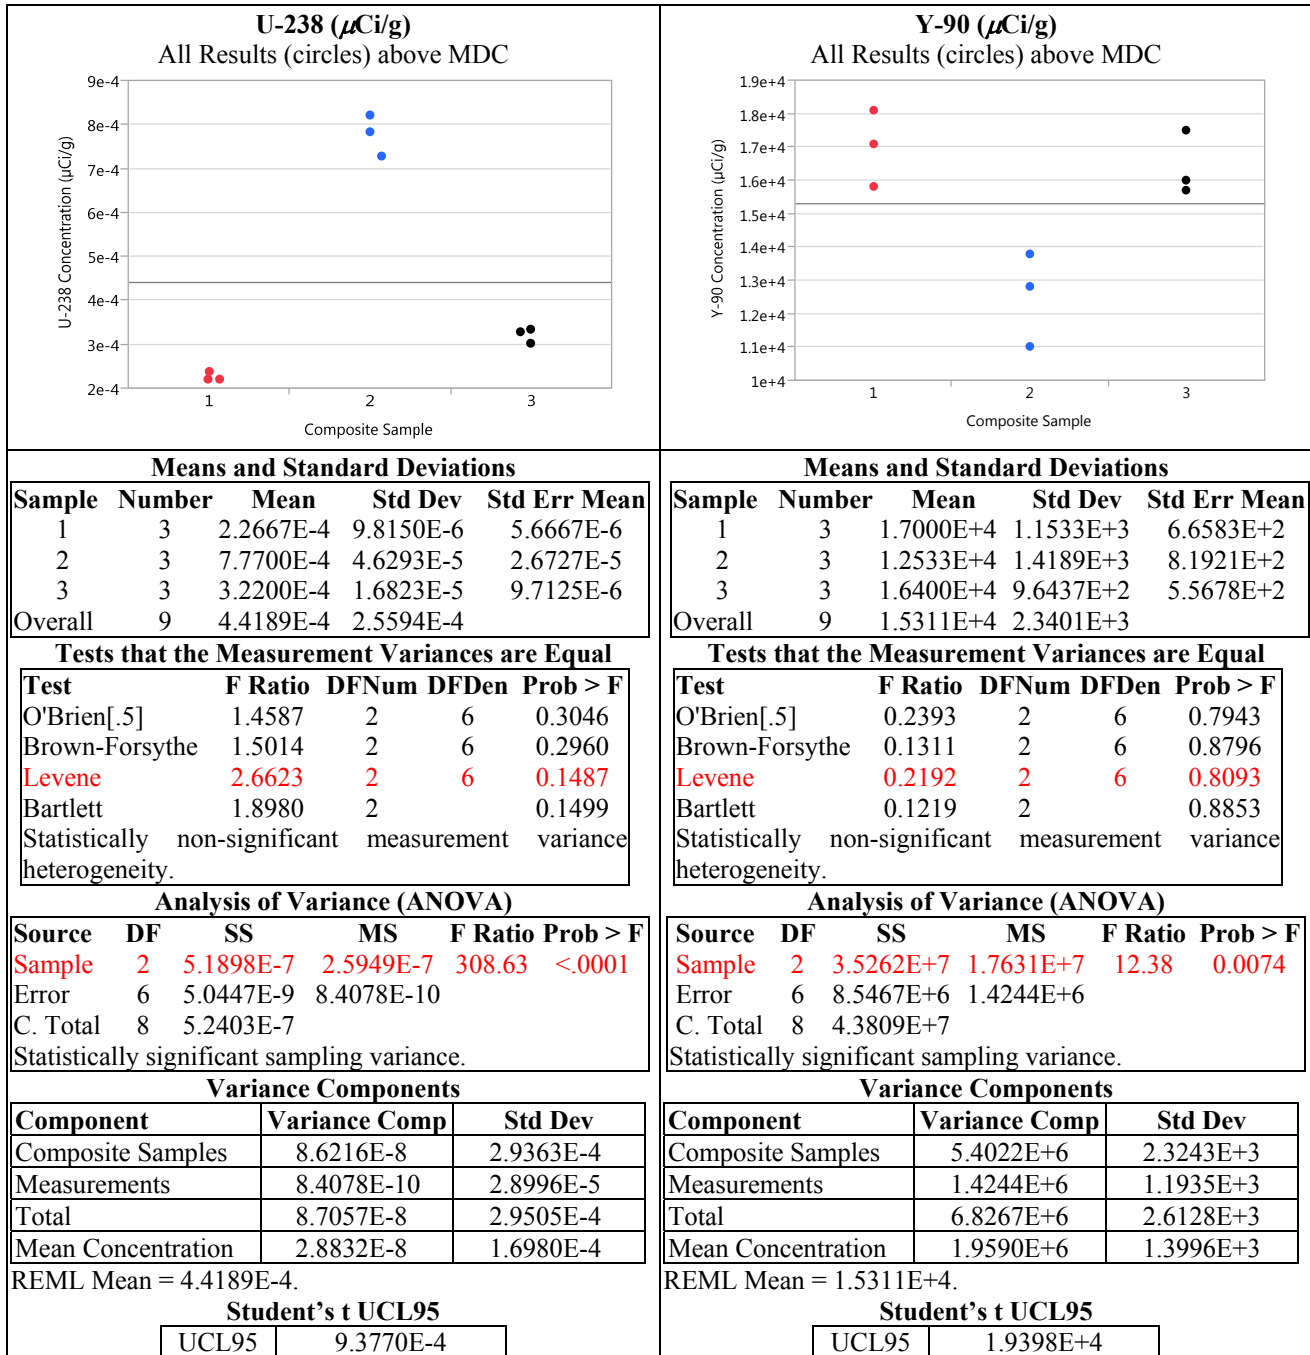 U-238 (μCi/g)
All Results (circles) above MDC
9e-4
8e-4
7e-4
6e-4
5e-4
4e-4
3e-4
2e-4
U-238 Concentration (μCi/g)
1 2 3
Composite Sample
Means and Standard Deviations
Sample Number Mean Std Dev Std Err Mean
1 3 2.2667E-4 9.8150E-6 5.6667E-6
2 3 7.7700E-4 4.6293E-5 2.6727E-5
3 3 3.2200E-4 1.6823E-5 9.7125E-6
Overall 9 4.4189E-4 2.5594E-4
Tests that the Measurement Variances are Equal
Test F Ratio DFNum DFDen Prob > F
O'Brien[.5] 1.4587 2 6 0.3046
Brown-Forsythe 1.5014 2 6 0.2960
Levene 2.6623 2 6 0.1487
Bartlett 1.8980 2 0.1499
Statistically non-significant measurement variance
heterogeneity.
Analysis of Variance (ANOVA)
Source DF SS MS F Ratio Prob > F
Sample 2 5.1898E-7 2.5949E-7 308.63 <.0001
Error 6 5.0447E-9 8.4078E-10
C. Total 8 5.2403E-7
Statistically significant sampling variance.
Variance Components
Component Variance Comp Std Dev
Composite Samples 8.6216E-8 2.9363E-4
Measurements 8.4078E-10 2.8996E-5
Total 8.7057E-8 2.9505E-4
Mean Concentration 2.8832E-8 1.6980E-4
REML Mean = 4.4189E-4.
Student's t UCL95
UCL95 9.3770E-4
Y-90 (μCi/g)
All Results (circles) above MDC
1.9e+4
1.8e+4
1.7e+4
1.6e+4
1.5e+4
1.4e+4
1.3e+4
1.2e+4
1.1e+4
1e+4
Y-90 Concentration (μCi/g)
1 2 3
Composite Sample
Means and Standard Deviations
Sample Number Mean Std Dev Std Err Mean
1 3 1.7000E+4 1.1533E+3 6.6583E+2
2 3 1.2533E+4 1.4189E+3 8.1921E+2
3 3 1.6400E+4 9.6437E+2 5.5678E+2
Overall 9 1.5311E+4 2.3401E+3
Tests that the Measurement Variances are Equal
Test F Ratio DFNum DFDen Prob > F
O'Brien[.5] 0.2393 2 6 0.7943
Brown-Forsythe 0.1311 2 6 0.8796
Levene 0.2192 2 6 0.8093
Bartlett 0.1219 2 0.8853
Statistically non-significant measurement variance
heterogeneity.
Analysis of Variance (ANOVA)
Source DF SS MS F Ratio Prob > F
Sample 2 3.5262E+7 1.7631E+7 12.38 0.0074
Error 6 8.5467E+6 1.4244E+6
C. Total 8 4.3809E+7
Statistically significant sampling variance.
Variance Components
Component Variance Comp Std Dev
Composite Samples 5.4022E+6 2.3243E+3
Measurements 1.4244E+6 1.1935E+3
Total 6.8267E+6 2.6128E+3
Mean Concentration 1.9590E+6 1.3996E+3
REML Mean = 1.5311E+4.
Student's t UCL95
UCL95 1.9398E+4